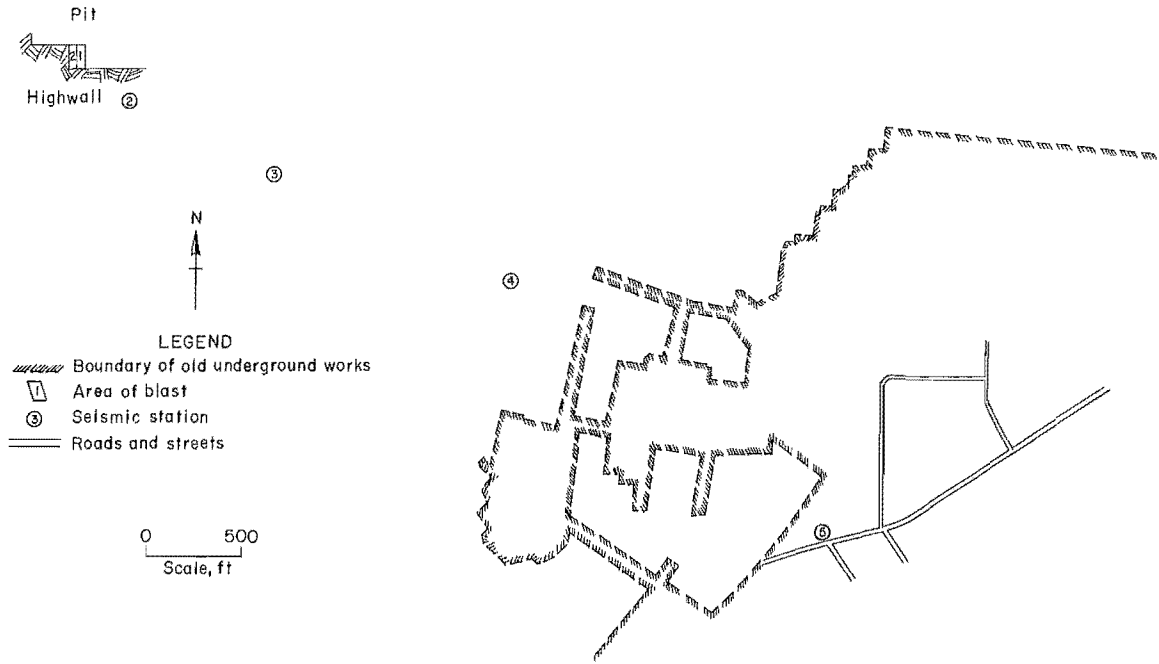 Pit
21
Highwall
②
③
N
④
LEGEND
Boundary of old underground works
1 Area of blast
③ Seismic station
Roads and streets
0 500
Scale, ft
⑤